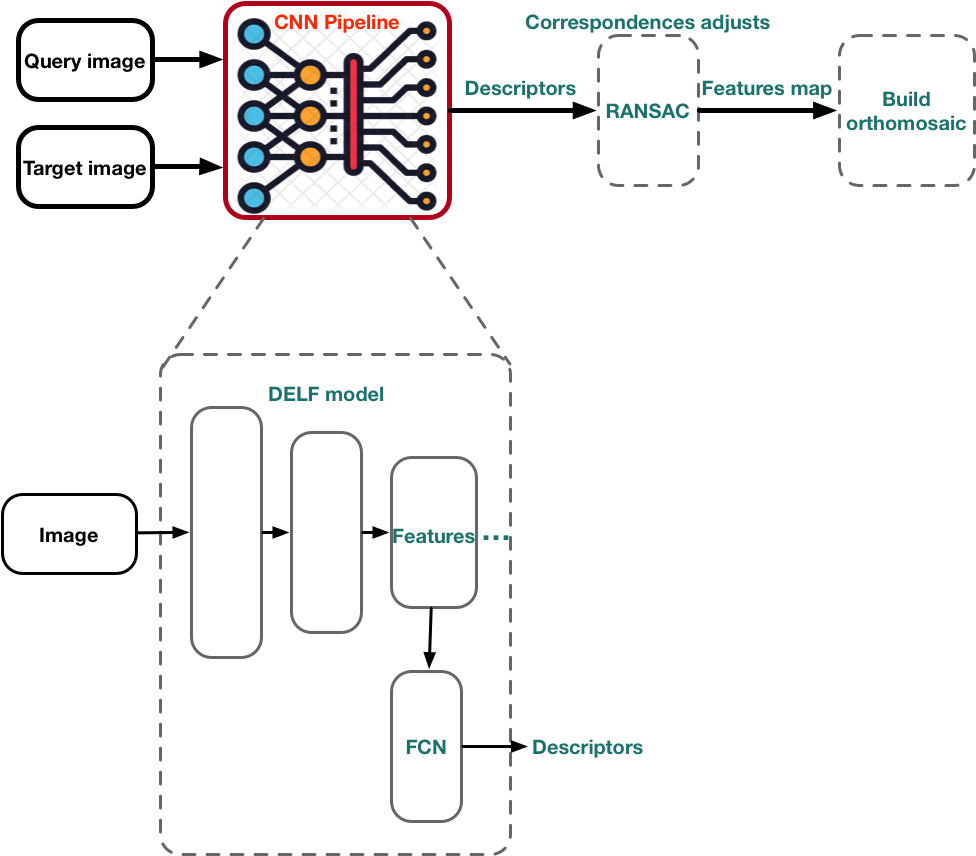 CNN Pipeline
Correspondences adjusts
Query image
Target image
Descriptors
RANSAC
Features map
Build
orthomosaic
DELF model
Image
Features ...
FCN
Descriptors